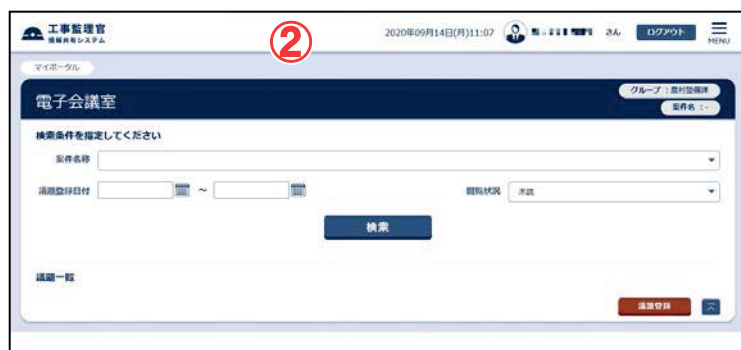 工事監理官
情報共有システム
②
2020年09月14日(月)11:07
さん
ログアウト
MENU
マイポータル
電子会議室
グループ：農村整備課
案件名：-
検索条件を指定してください
案件名称
議題登録日付
～
閲覧状況
未読
検索
議題一覧
議題登録